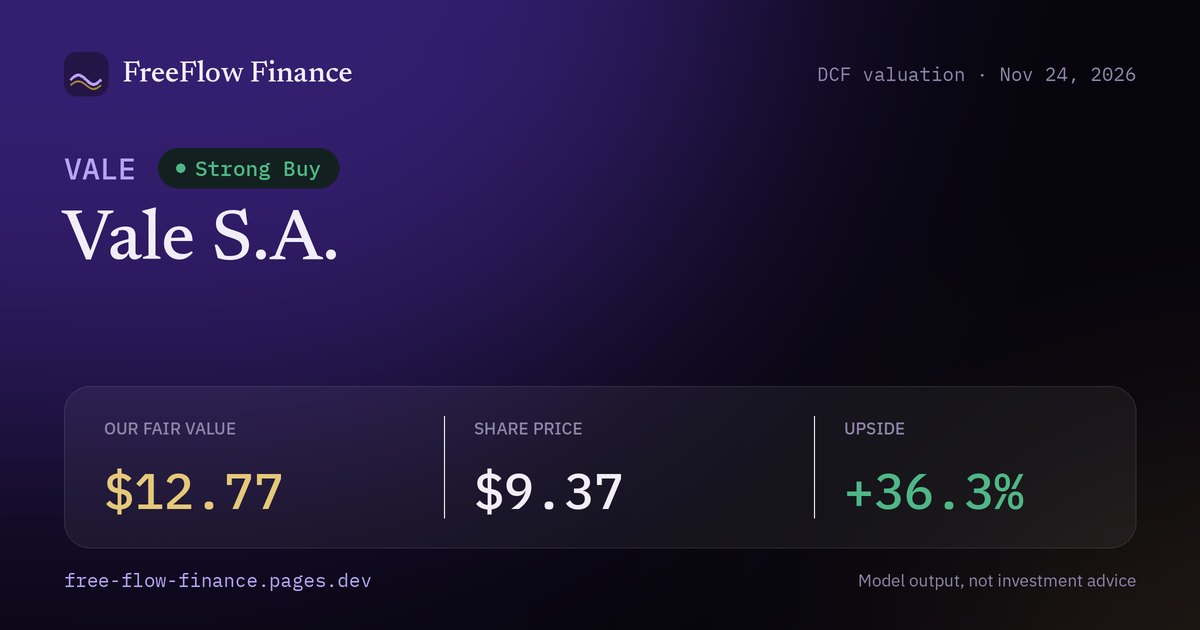 FreeFlow Finance
DCF valuation · Nov 24, 2026
VALE
Strong Buy
Vale S.A.
OUR FAIR VALUE
$12.77
SHARE PRICE
$9.37
UPSIDE
+36.3%
free-flow-finance.pages.dev
Model output, not investment advice